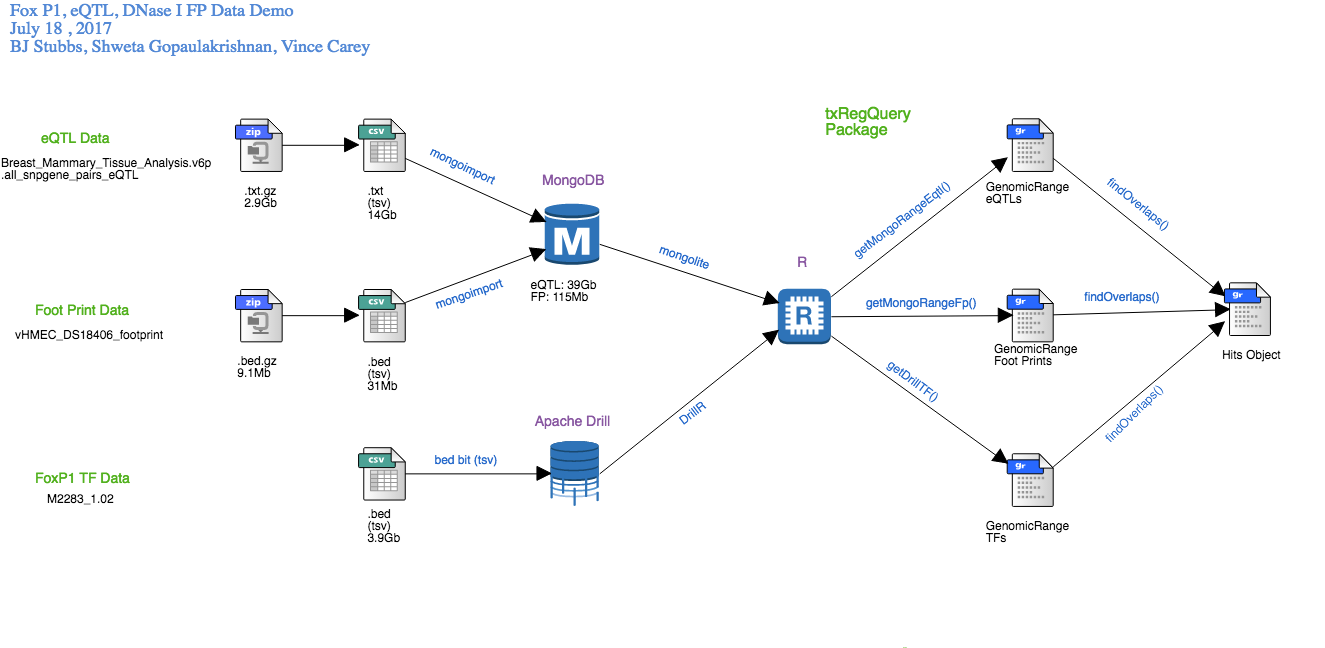 Fox P1, eQTL, DNase I FP Data Demo
July 18 , 2017
BJ Stubbs, Shweta Gopaulakrishnan, Vince Carey
eQTL Data
Breast_Mammary_Tissue_Analysis.v6p
.all_snpgene_pairs_eQTL
zip
.txt.gz
2.9Gb
csv
.txt
(tsv)
14Gb
mongoimport
Foot Print Data
vHMEC_DS18406_footprint
zip
.bed.gz
9.1Mb
csv
.bed
(tsv)
31Mb
mongoimport
MongoDB
M
eQTL: 39Gb
FP: 115Mb
mongolite
FoxP1 TF Data
M2283_1.02
csv
.bed
(tsv)
3.9Gb
bed bit (tsv)
Apache Drill
DrillR
R
R
txRegQuery
Package
getMongoRangeEqtl()
gr
GenomicRange
eQTLs
findOverlaps()
getMongoRangeFp()
gr
GenomicRange
Foot Prints
findOverlaps()
getDrillTF()
gr
GenomicRange
TFs
findOverlaps()
gr
Hits Object